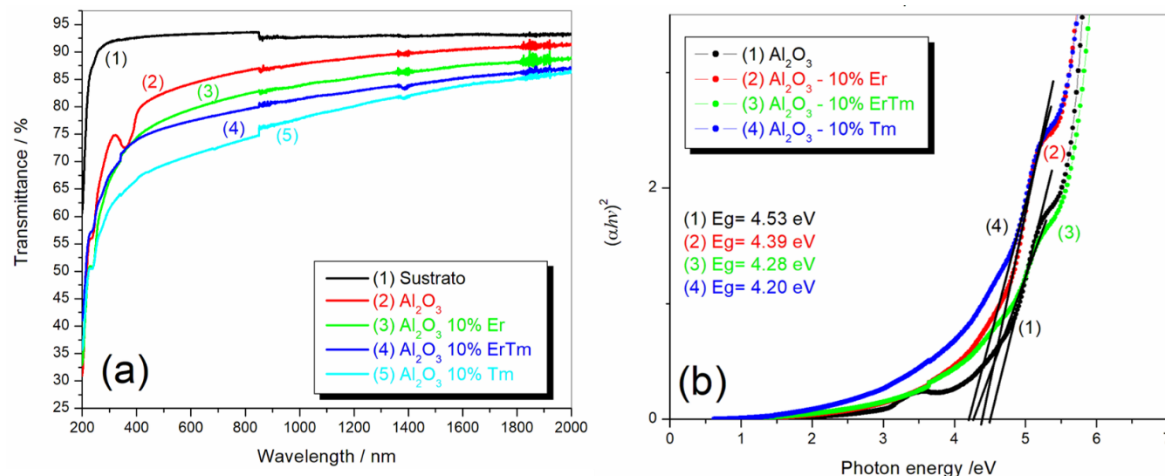 95
90
85
80
75
70
65
60
55
50
45
40
35
30
25
200 400 600 800 1000 1200 1400 1600 1800 2000
Transmittance / %
Wavelength / nm
(1)
(2)
(3)
(4)
(5)
(1) Sustrato
(2) Al₂O₃
(3) Al₂O₃ 10% Er
(4) Al₂O₃ 10% ErTm
(5) Al₂O₃ 10% Tm
(a)
(1) Al₂O₃
(2) Al₂O₃ - 10% Er
(3) Al₂O₃ - 10% ErTm
(4) Al₂O₃ - 10% Tm
(αhν)²
2
0
(1) Eg= 4.53 eV
(2) Eg= 4.39 eV
(3) Eg= 4.28 eV
(4) Eg= 4.20 eV
(2)
(4)
(3)
(1)
(b)
0 1 2 3 4 5 6
Photon energy /eV